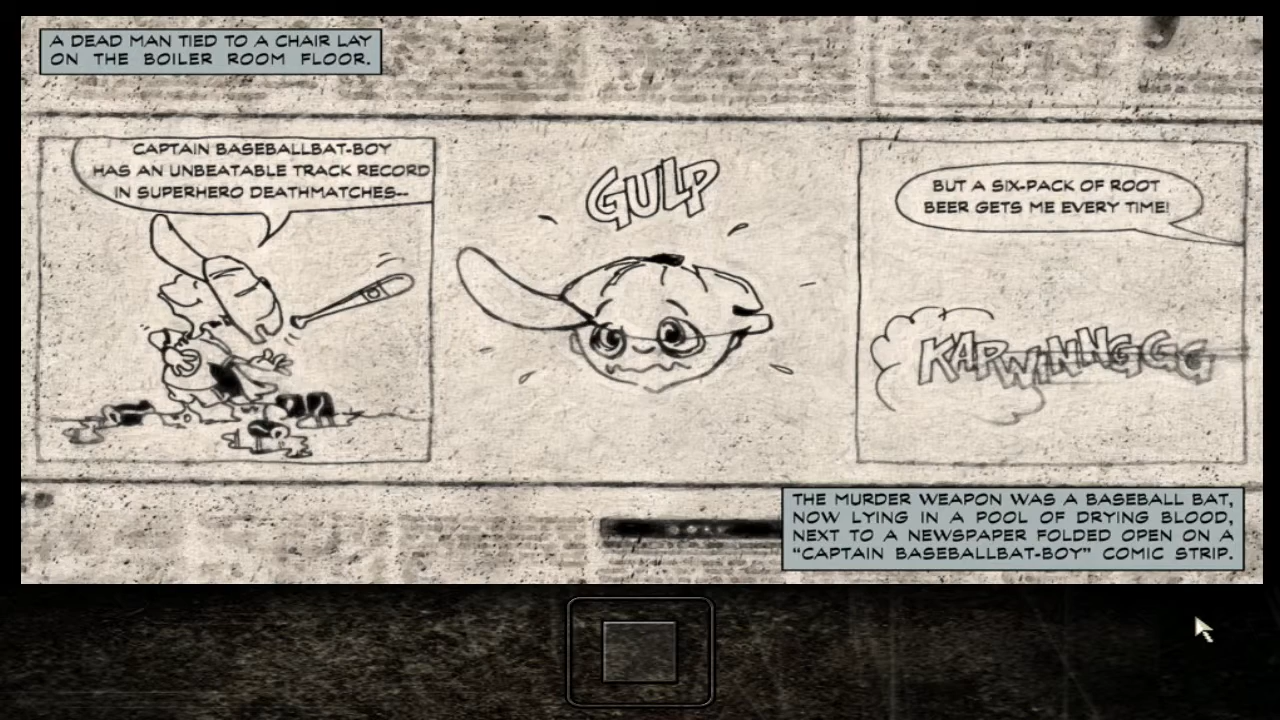 A DEAD MAN TIED TO A CHAIR LAY
ON THE BOILER ROOM FLOOR.
CAPTAIN BASEBALLBAT-BOY
HAS AN UNBEATABLE TRACK RECORD
IN SUPERHERO DEATHMATCHES--
GULP
BUT A SIX-PACK OF ROOT
BEER GETS ME EVERY TIME!
KARWINNGGG
THE MURDER WEAPON WAS A BASEBALL BAT,
NOW LYING IN A POOL OF DRYING BLOOD,
NEXT TO A NEWSPAPER FOLDED OPEN ON A
“CAPTAIN BASEBALLBAT-BOY” COMIC STRIP.